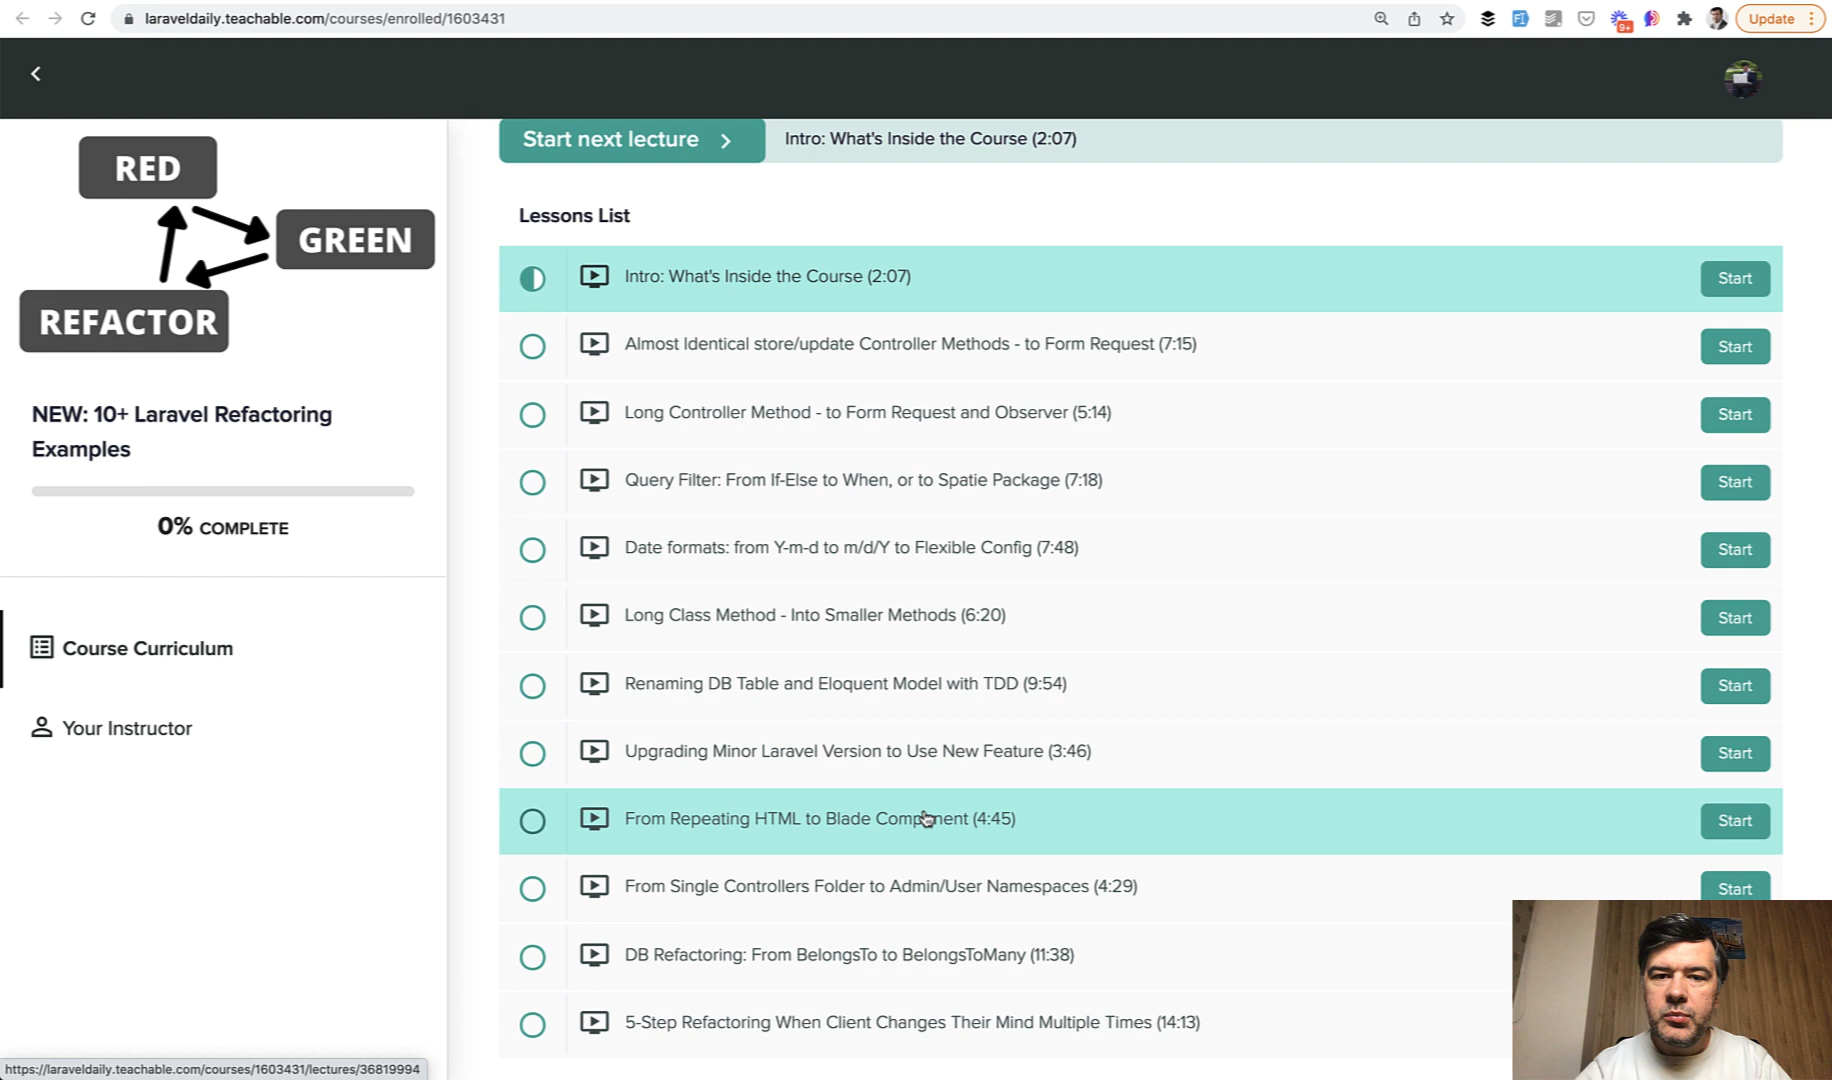 laraveldaily.teachable.com/courses/enrolled/1603431
9+
Update
RED
GREEN
REFACTOR
NEW: 10+ Laravel Refactoring
Examples
0% COMPLETE
Course Curriculum
Your Instructor
Start next lecture
Intro: What's Inside the Course (2:07)
Lessons List
Intro: What's Inside the Course (2:07)
Start
Almost Identical store/update Controller Methods - to Form Request (7:15)
Start
Long Controller Method - to Form Request and Observer (5:14)
Start
Query Filter: From If-Else to When, or to Spatie Package (7:18)
Start
Date formats: from Y-m-d to m/d/Y to Flexible Config (7:48)
Start
Long Class Method - Into Smaller Methods (6:20)
Start
Renaming DB Table and Eloquent Model with TDD (9:54)
Start
Upgrading Minor Laravel Version to Use New Feature (3:46)
Start
From Repeating HTML to Blade Component (4:45)
Start
From Single Controllers Folder to Admin/User Namespaces (4:29)
Start
DB Refactoring: From BelongsTo to BelongsToMany (11:38)
5-Step Refactoring When Client Changes Their Mind Multiple Times (14:13)
https://laraveldaily.teachable.com/courses/1603431/lectures/36819994